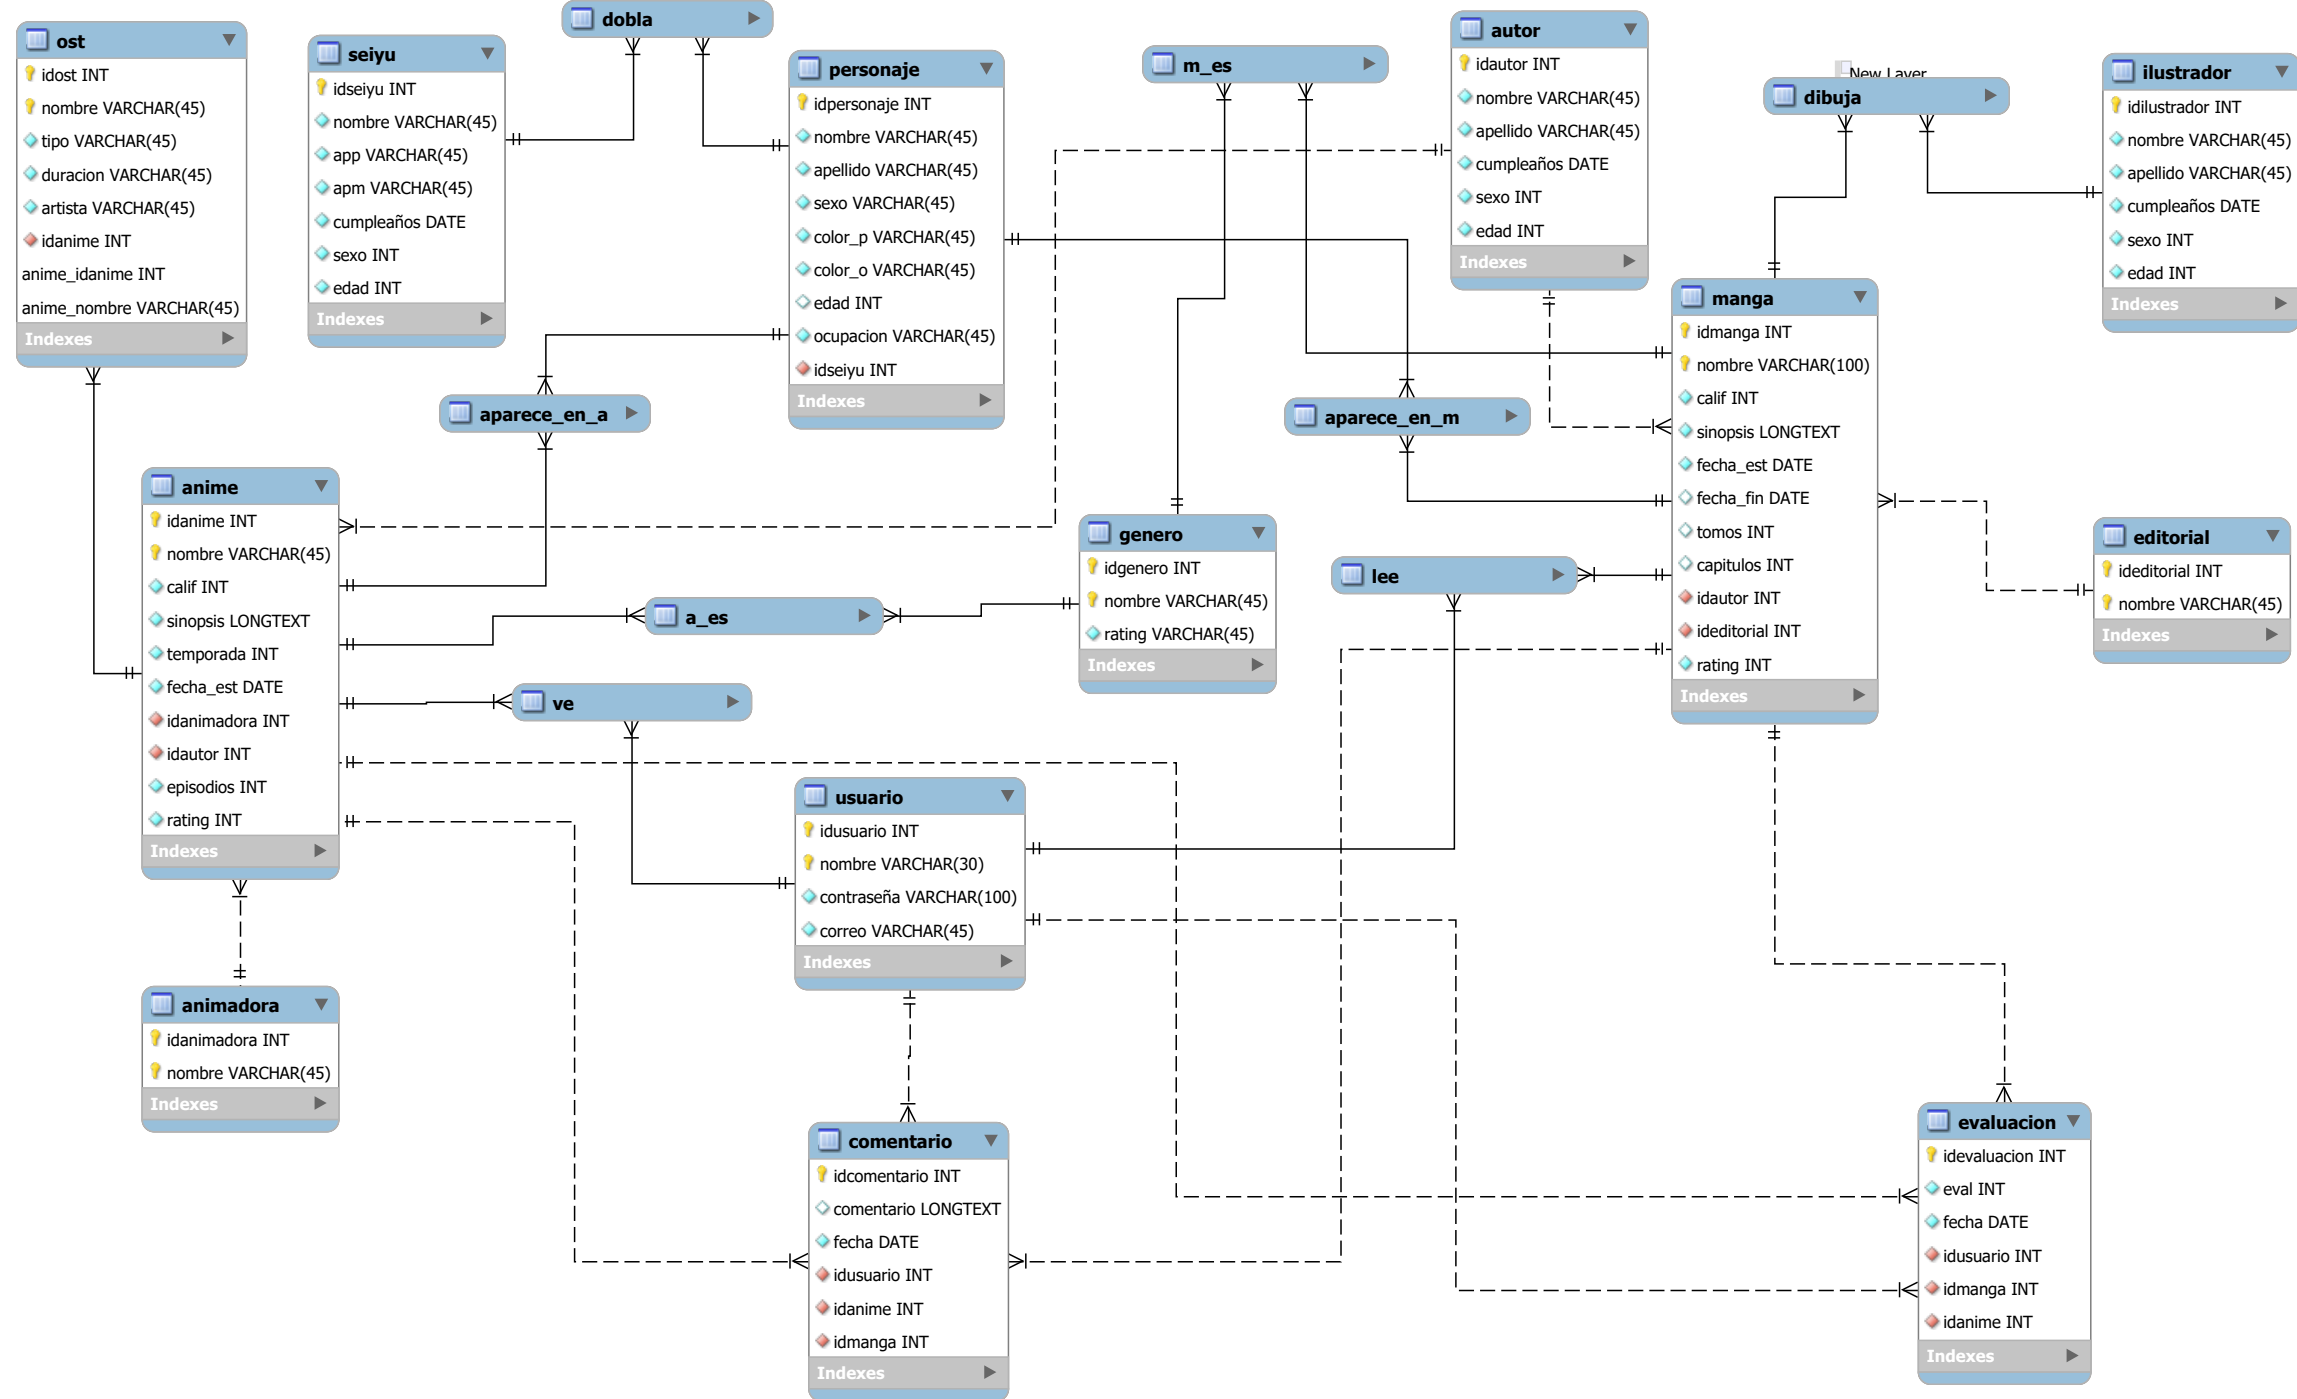 ost
idost INT
nombre VARCHAR(45)
tipo VARCHAR(45)
duracion VARCHAR(45)
artista VARCHAR(45)
idanime INT
anime_idanime INT
anime_nombre VARCHAR(45)
Indexes
seiyu
idseiyu INT
nombre VARCHAR(45)
app VARCHAR(45)
apm VARCHAR(45)
cumpleaños DATE
sexo INT
edad INT
Indexes
dobla
personaje
idpersonaje INT
nombre VARCHAR(45)
apellido VARCHAR(45)
sexo VARCHAR(45)
color_p VARCHAR(45)
color_o VARCHAR(45)
edad INT
ocupacion VARCHAR(45)
idseiyu INT
Indexes
m_es
autor
idautor INT
nombre VARCHAR(45)
apellido VARCHAR(45)
cumpleaños DATE
sexo INT
edad INT
Indexes
New Layer
dibuja
ilustrador
idilustrador INT
nombre VARCHAR(45)
apellido VARCHAR(45)
cumpleaños DATE
sexo INT
edad INT
Indexes
manga
idmanga INT
nombre VARCHAR(100)
calif INT
sinopsis LONGTEXT
fecha_est DATE
fecha_fin DATE
tomos INT
capitulos INT
idautor INT
ideditorial INT
rating INT
Indexes
aparece_en_a
aparece_en_m
anime
idanime INT
nombre VARCHAR(45)
calif INT
sinopsis LONGTEXT
temporada INT
fecha_est DATE
idanimadora INT
idautor INT
episodios INT
rating INT
Indexes
genero
idgenero INT
nombre VARCHAR(45)
rating VARCHAR(45)
Indexes
lee
editorial
ideditorial INT
nombre VARCHAR(45)
Indexes
a_es
ve
usuario
idusuario INT
nombre VARCHAR(30)
contraseña VARCHAR(100)
correo VARCHAR(45)
Indexes
animadora
idanimadora INT
nombre VARCHAR(45)
Indexes
comentario
idcomentario INT
comentario LONGTEXT
fecha DATE
idusuario INT
idanime INT
idmanga INT
Indexes
evaluacion
idevaluacion INT
eval INT
fecha DATE
idusuario INT
idmanga INT
idanime INT
Indexes